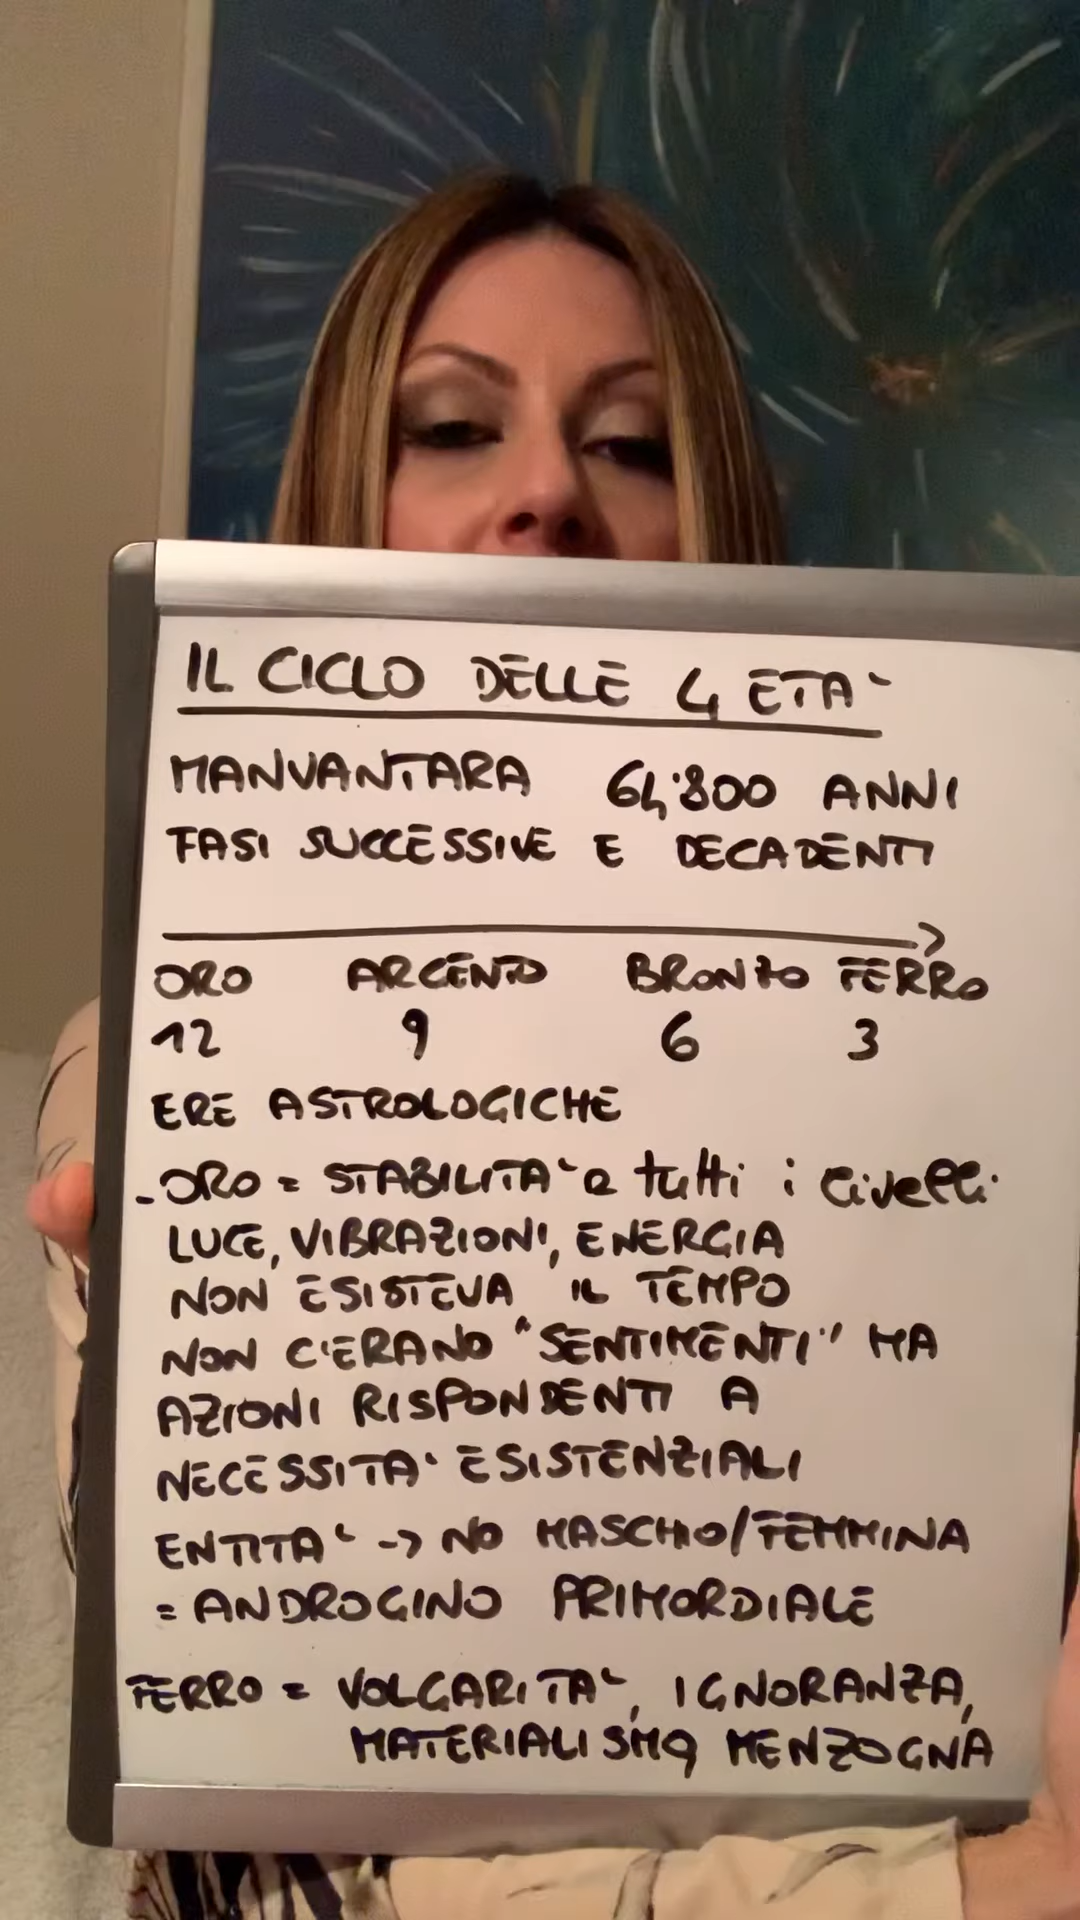 IL CICLO DELLE 4 ETA`
MANVANTARA 64'800 ANNI
FASI SUCCESSIVE E DECADENTI
ORO ARGENTO BRONZO FERRO
12 9 6 3
ERE ASTROLOGICHE
- ORO = STABILITA` a tutti i livelli
LUCE, VIBRAZIONI, ENERGIA
NON ESISTEVA IL TEMPO
NON C'ERANO "SENTIMENTI" MA
AZIONI RISPONDENTI A
NECESSITA` ESISTENZIALI
ENTITA` -> NO MASCHIO/FEMMINA
= ANDROGINO PRIMORDIALE
FERRO = VOLGARITA`, IGNORANZA,
MATERIALISMO, MENZOGNA